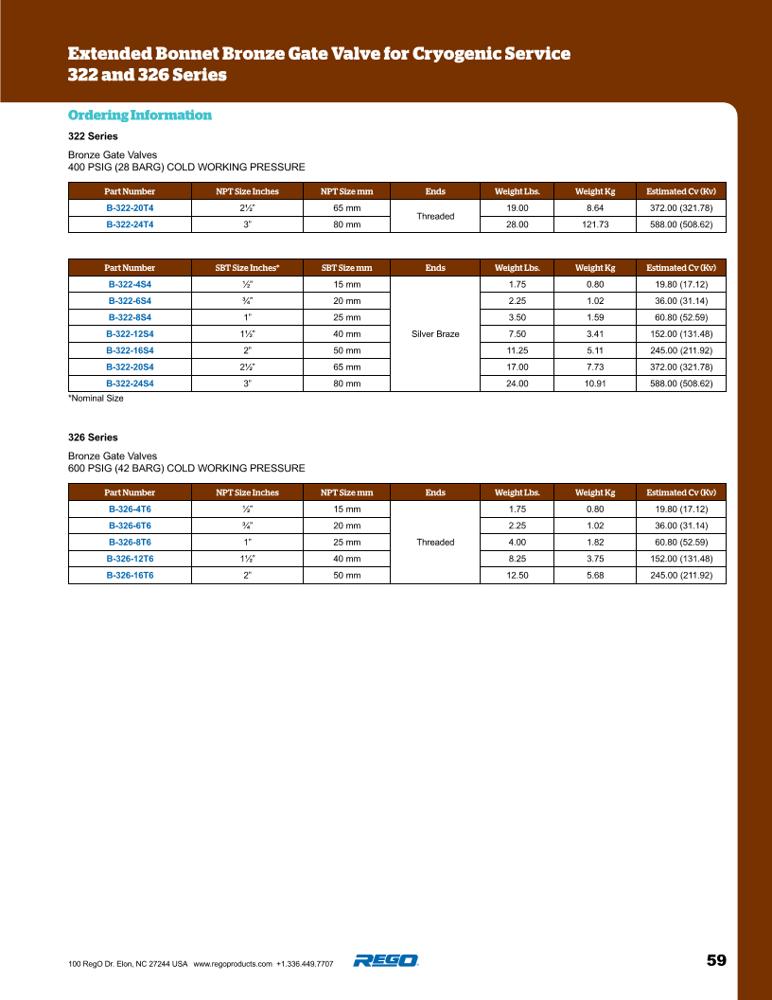 Extended Bonnet Bronze Gate Valve for Cryogenic Service
322 and 326 Series
Ordering Information
322 Series
Bronze Gate Valves
400 PSIG (28 BARG) COLD WORKING PRESSURE
Part Number NPT Size Inches NPT Size mm Ends Weight Lbs. Weight Kg Estimated Cv (Kv)
B-322-20T4 2½" 65 mm Threaded 19.00 8.64 372.00 (321.78)
B-322-24T4 3" 80 mm 28.00 121.73 588.00 (508.62)
Part Number SBT Size Inches* SBT Size mm Ends Weight Lbs. Weight Kg Estimated Cv (Kv)
B-322-4S4 ½" 15 mm 1.75 0.80 19.80 (17.12)
B-322-6S4 ¾" 20 mm 2.25 1.02 36.00 (31.14)
B-322-8S4 1" 25 mm 3.50 1.59 60.80 (52.59)
B-322-12S4 1½" 40 mm Silver Braze 7.50 3.41 152.00 (131.48)
B-322-16S4 2" 50 mm 11.25 5.11 245.00 (211.92)
B-322-20S4 2½" 65 mm 17.00 7.73 372.00 (321.78)
B-322-24S4 3" 80 mm 24.00 10.91 588.00 (508.62)
*Nominal Size
326 Series
Bronze Gate Valves
600 PSIG (42 BARG) COLD WORKING PRESSURE
Part Number NPT Size Inches NPT Size mm Ends Weight Lbs. Weight Kg Estimated Cv (Kv)
B-326-4T6 ½" 15 mm 1.75 0.80 19.80 (17.12)
B-326-6T6 ¾" 20 mm 2.25 1.02 36.00 (31.14)
B-326-8T6 1" 25 mm Threaded 4.00 1.82 60.80 (52.59)
B-326-12T6 1½" 40 mm 8.25 3.75 152.00 (131.48)
B-326-16T6 2" 50 mm 12.50 5.68 245.00 (211.92)
100 RegO Dr. Elon, NC 27244 USA www.regoproducts.com +1.336.449.7707 REGO 59